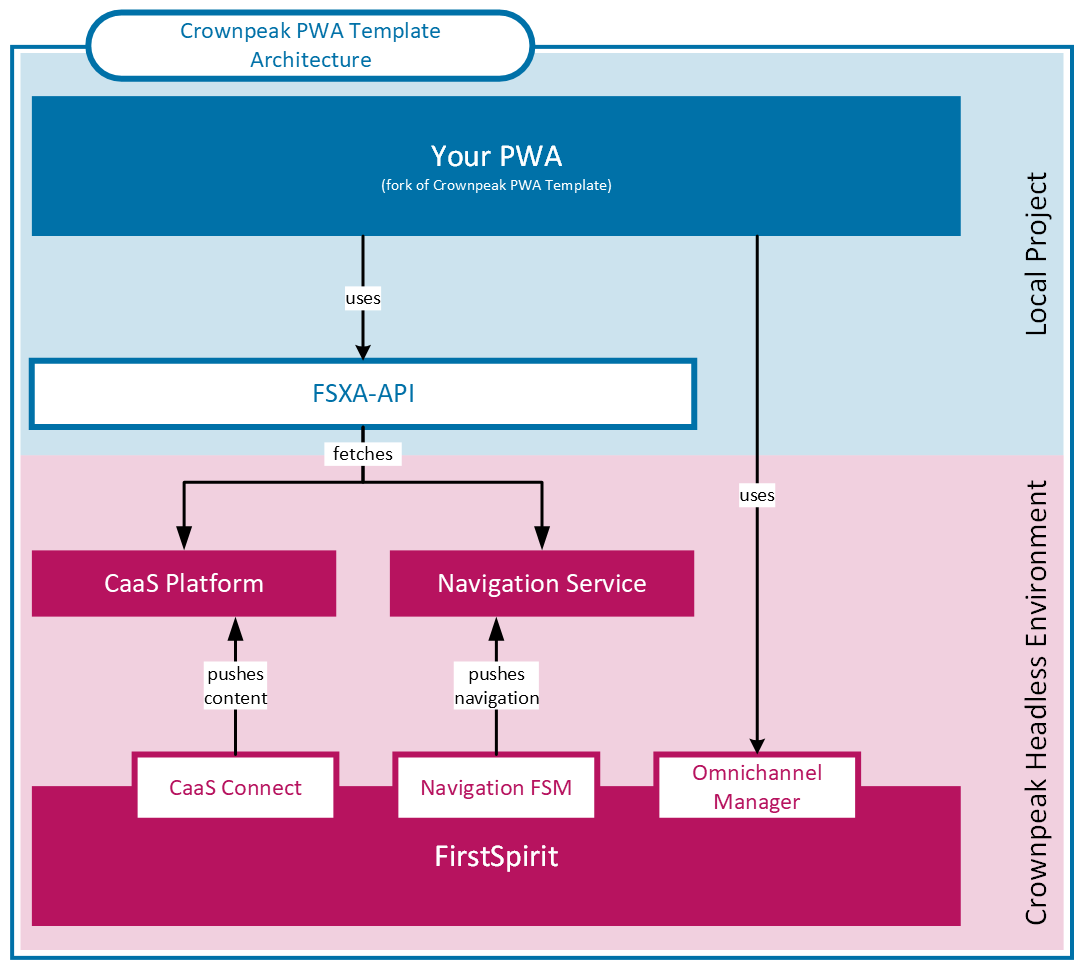 Crownpeak PWA Template
Architecture
Your PWA
(fork of Crownpeak PWA Template)
Local Project
uses
FSXA-API
fetches
uses
Crownpeak Headless Environment
CaaS Platform
Navigation Service
pushes
content
pushes
navigation
CaaS Connect
Navigation FSM
Omnichannel
Manager
FirstSpirit